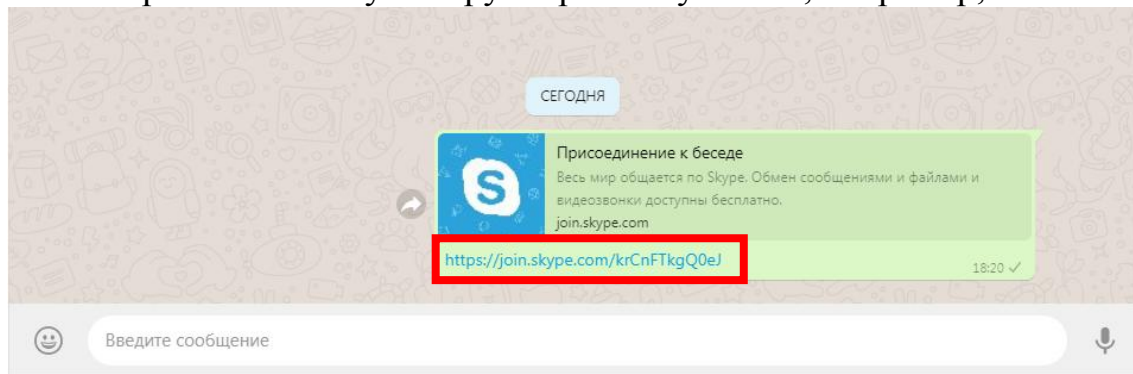 СЕГОДНЯ
Присоединение к беседе
Весь мир общается по Skype. Обмен сообщениями и файлами и
видеозвонки доступны бесплатно.
join.skype.com
https://join.skype.com/krCnFTkgQ0eJ
18:20
Введите сообщение